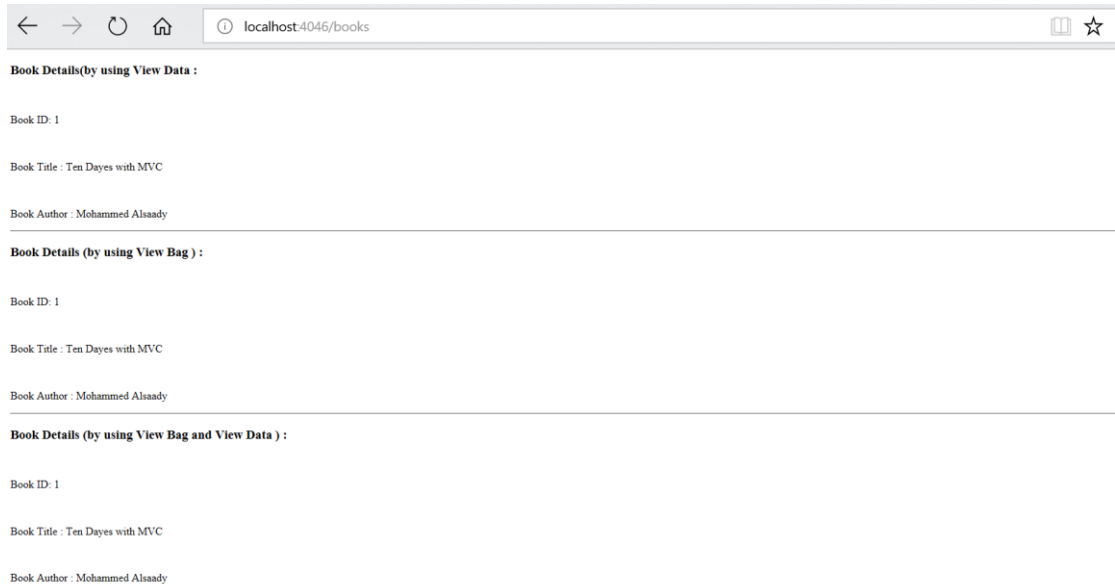 localhost:4046/books
Book Details(by using View Data :
Book ID: 1
Book Title : Ten Dayes with MVC
Book Author : Mohammed Alsaady
Book Details (by using View Bag ) :
Book ID: 1
Book Title : Ten Dayes with MVC
Book Author : Mohammed Alsaady
Book Details (by using View Bag and View Data ) :
Book ID: 1
Book Title : Ten Dayes with MVC
Book Author : Mohammed Alsaady